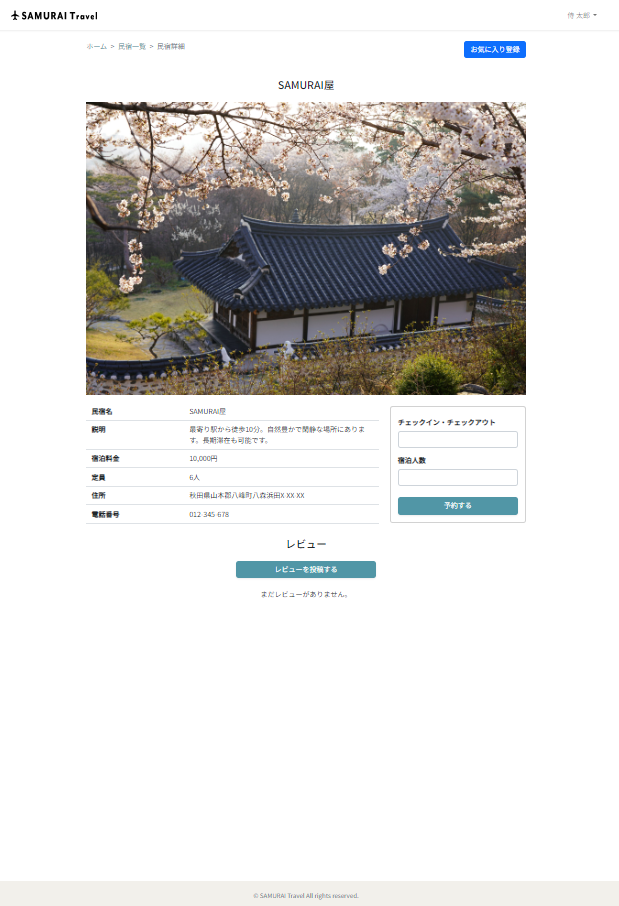 SAMURAI Travel
侍 太郎
ホーム > 民宿一覧 > 民宿詳細
お気に入り登録
SAMURAI屋
民宿名 SAMURAI屋
説明 最寄り駅から徒歩10分。自然豊かで閑静な場所にありま
す。長期滞在も可能です。
宿泊料金 10,000円
定員 6人
住所 秋田県山本郡八峰町八森浜田X-XX-XX
電話番号 012-345-678
チェックイン・チェックアウト
宿泊人数
予約する
レビュー
レビューを投稿する
まだレビューがありません。
© SAMURAI Travel All rights reserved.